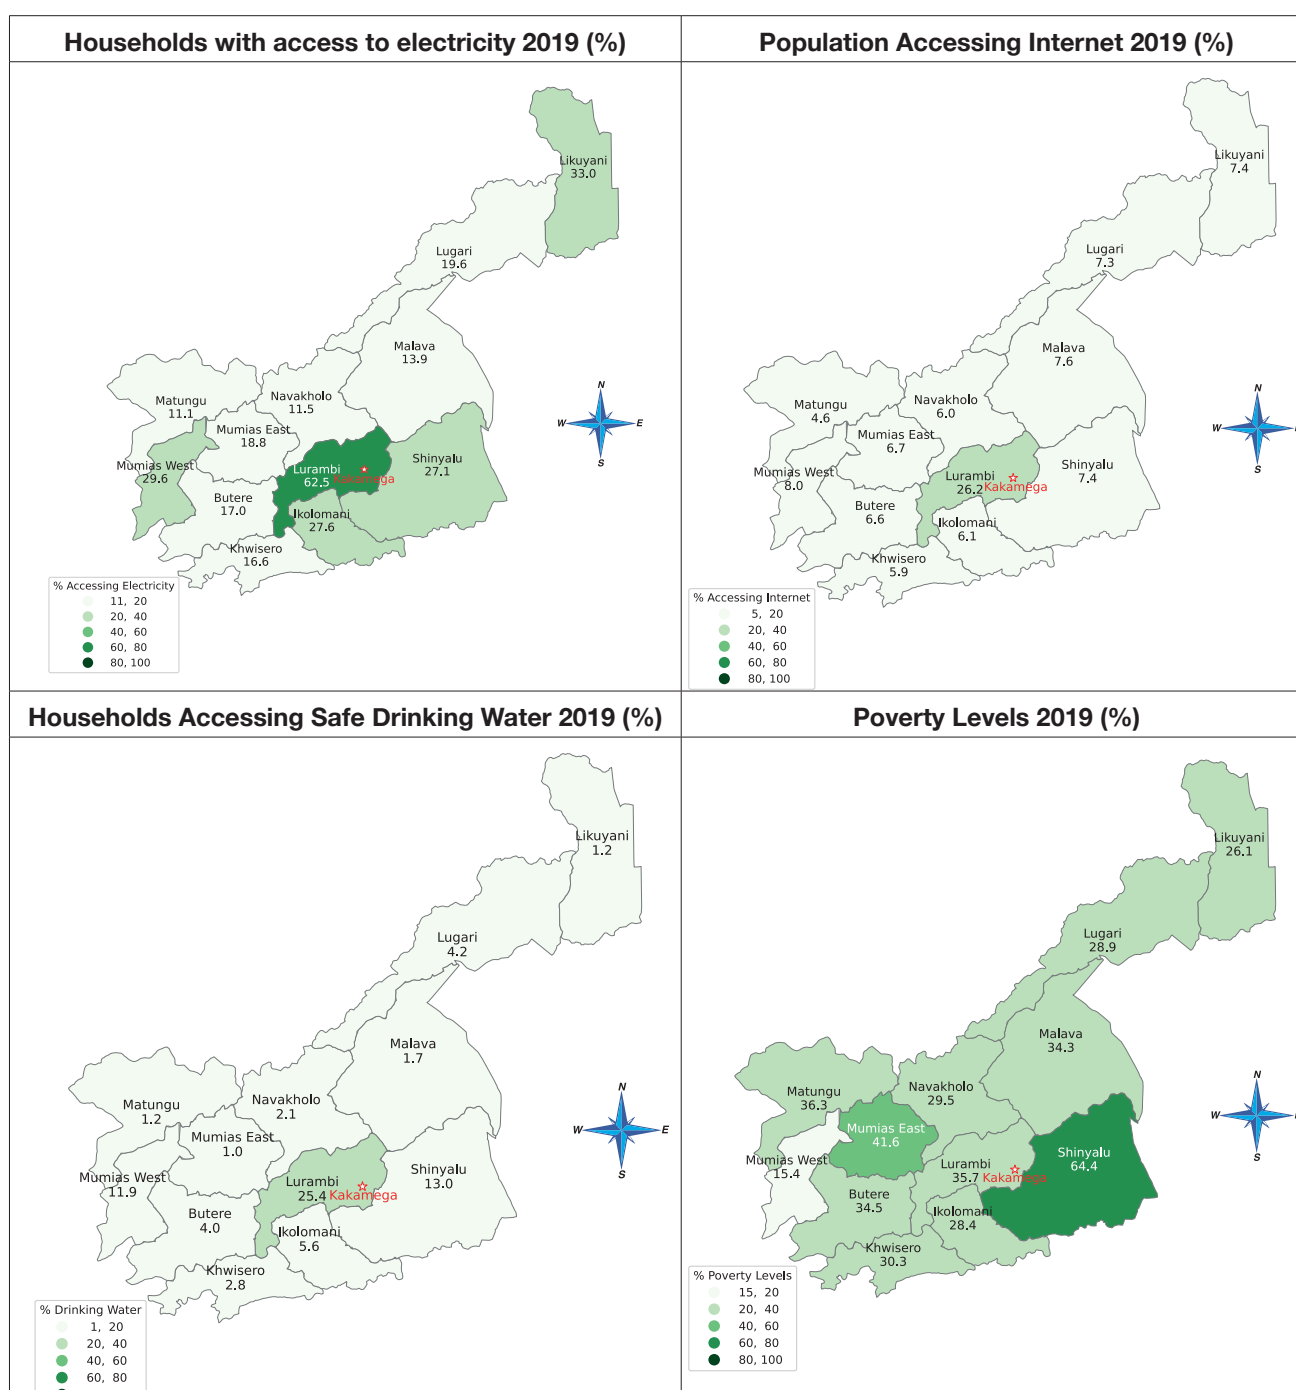 Households with access to electricity 2019 (%)
Likuyani
33.0
Lugari
19.6
Malava
13.9
Navakholo
11.5
Matungu
11.1
Mumias East
18.8
Mumias West
29.6
Lurambi
62.5
Kakamega
Shinyalu
27.1
Butere
17.0
Ikolomani
27.6
Khwisero
16.6
N
W E
S
% Accessing Electricity
11, 20
20, 40
40, 60
60, 80
80, 100
Population Accessing Internet 2019 (%)
Likuyani
7.4
Lugari
7.3
Malava
7.6
Navakholo
6.0
Matungu
4.6
Mumias East
6.7
Mumias West
8.0
Lurambi
26.2
Kakamega
Shinyalu
7.4
Butere
6.6
Ikolomani
6.1
Khwisero
5.9
N
W
S
% Accessing Internet
5, 20
20, 40
40, 60
60, 80
80, 100
Households Accessing Safe Drinking Water 2019 (%)
Likuyani
1.2
Lugari
4.2
Malava
1.7
Navakholo
2.1
Matungu
1.2
Mumias East
1.0
Mumias West
11.9
Lurambi
25.4
Kakamega
Shinyalu
13.0
Butere
4.0
Ikolomani
5.6
Khwisero
2.8
N
W E
S
% Drinking Water
1, 20
20, 40
40, 60
60, 80
Poverty Levels 2019 (%)
Likuyani
26.1
Lugari
28.9
Malava
34.3
Navakholo
29.5
Matungu
36.3
Mumias East
41.6
Mumias West
15.4
Lurambi
35.7
Kakamega
Shinyalu
64.4
Butere
34.5
Ikolomani
28.4
Khwisero
30.3
N
W
S
% Poverty Levels
15, 20
20, 40
40, 60
60, 80
80, 100